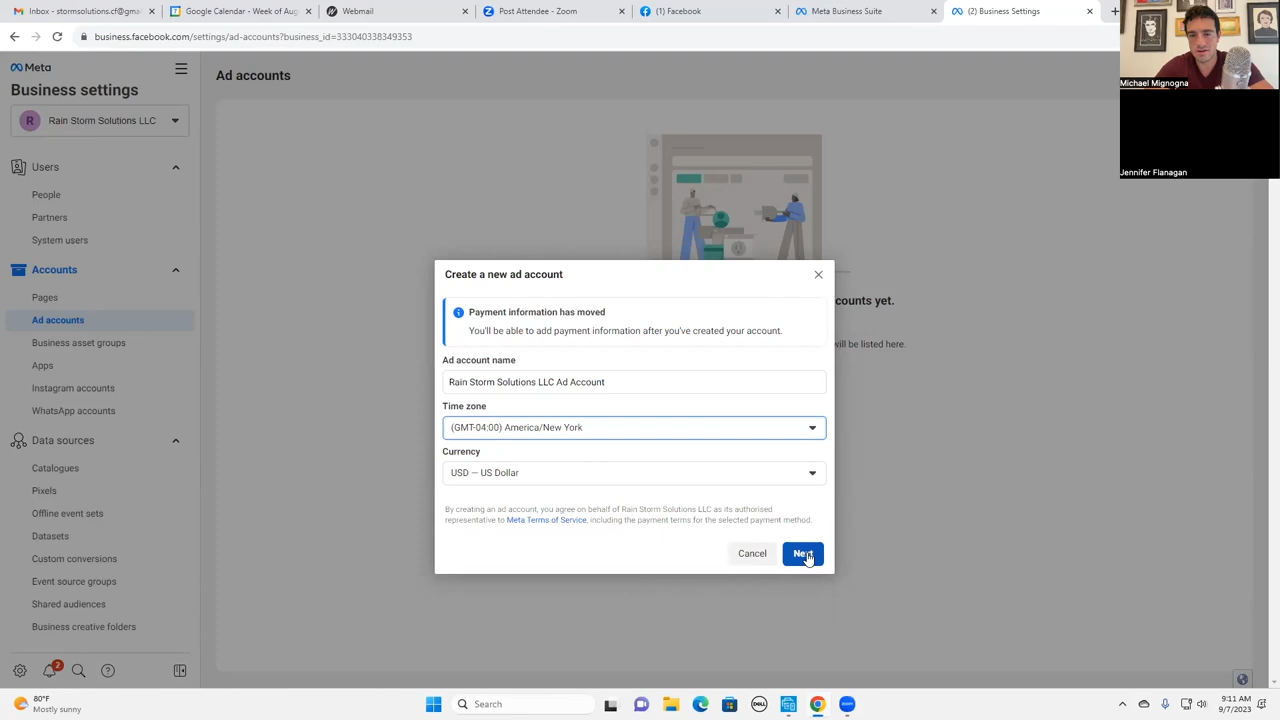 Inbox - stormsolutions.cf@gm
Google Calendar - Week of Aug
Webmail
Post Attendee - Zoom
(1) Facebook
Meta Business Suite
(2) Business Settings
business.facebook.com/settings/ad-accounts?business_id=333040338349353
Michael Mignogna
Jennifer Flanagan
Meta
Business settings
R
Rain Storm Solutions LLC
Users
People
Partners
System users
Accounts
Pages
Ad accounts
Business asset groups
Apps
Instagram accounts
WhatsApp accounts
Data sources
Catalogues
Pixels
Offline event sets
Datasets
Custom conversions
Event source groups
Shared audiences
Business creative folders
2
Ad accounts
counts yet.
will be listed here.
Create a new ad account
Payment information has moved
You'll be able to add payment information after you've created your account.
Ad account name
Rain Storm Solutions LLC Ad Account
Time zone
(GMT-04:00) America/New York
Currency
USD — US Dollar
By creating an ad account, you agree on behalf of Rain Storm Solutions LLC as its authorised
representative to Meta Terms of Service, including the payment terms for the selected payment method.
Cancel
Next
80°F
Mostly sunny
Search
DELL
zoom
9:11 AM
9/7/2023